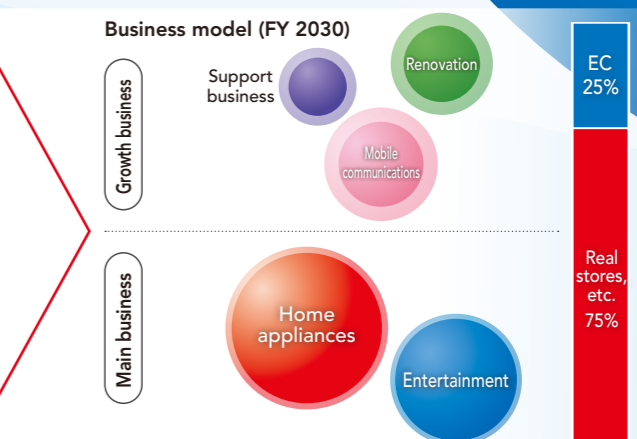 Business model (FY 2030)
Growth business
Support
business
Renovation
Mobile
communications
Main business
Home
appliances
Entertainment
EC
25%
Real
stores,
etc.
75%